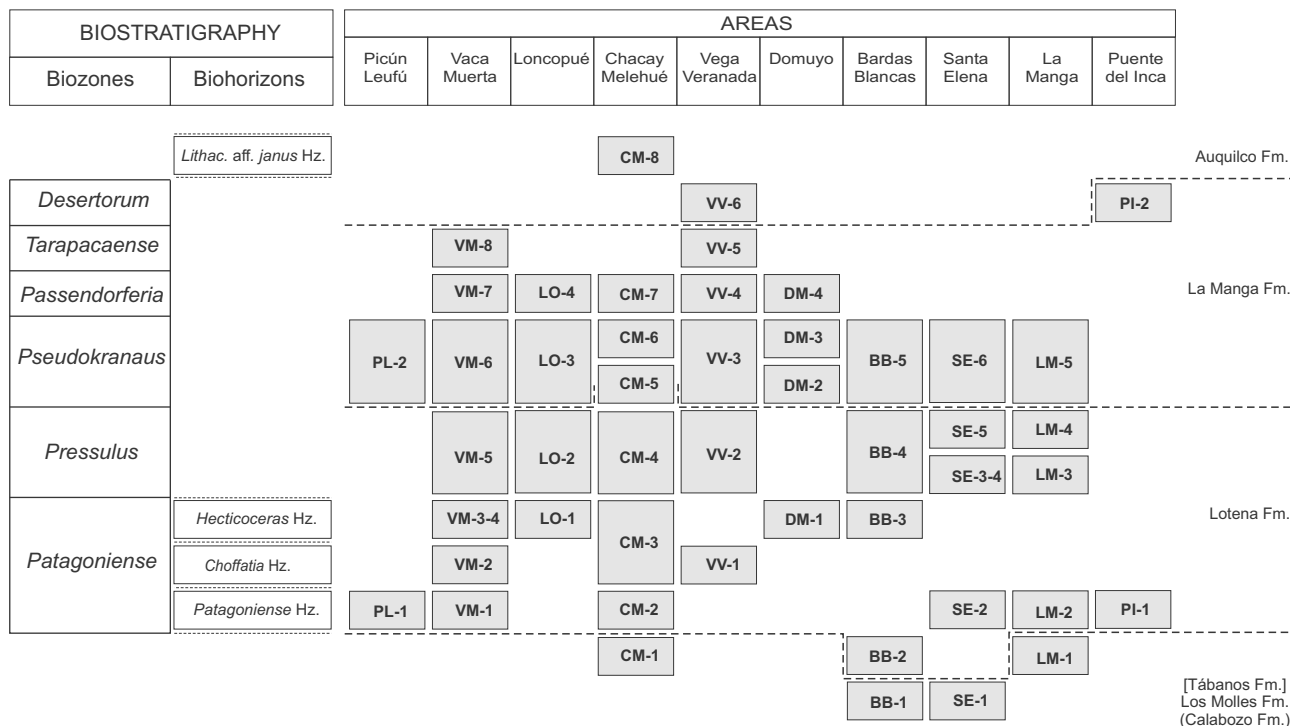 BIOSTRATIGRAPHY
AREAS
Biozones
Biohorizons
Picún
Leufú
Vaca
Muerta
Loncopué
Chacay
Melehué
Vega
Veranada
Domuyo
Bardas
Blancas
Santa
Elena
La
Manga
Puente
del Inca
Lithac. aff. janus Hz.
CM-8
Auquilco Fm.
Desertorum
VV-6
PI-2
Tarapacaense
VM-8
VV-5
Passendorferia
VM-7
LO-4
CM-7
VV-4
DM-4
La Manga Fm.
Pseudokranaus
PL-2
VM-6
LO-3
CM-6
CM-5
VV-3
DM-3
DM-2
BB-5
SE-6
LM-5
Pressulus
VM-5
LO-2
CM-4
VV-2
BB-4
SE-5
SE-3-4
LM-4
LM-3
Patagoniense
Hecticoceras Hz.
VM-3-4
LO-1
CM-3
DM-1
BB-3
Lotena Fm.
Choffatia Hz.
VM-2
VV-1
Patagoniense Hz.
PL-1
VM-1
CM-2
SE-2
LM-2
PI-1
CM-1
BB-2
LM-1
BB-1
SE-1
[Tábanos Fm.]
Los Molles Fm.
(Calabozo Fm.)